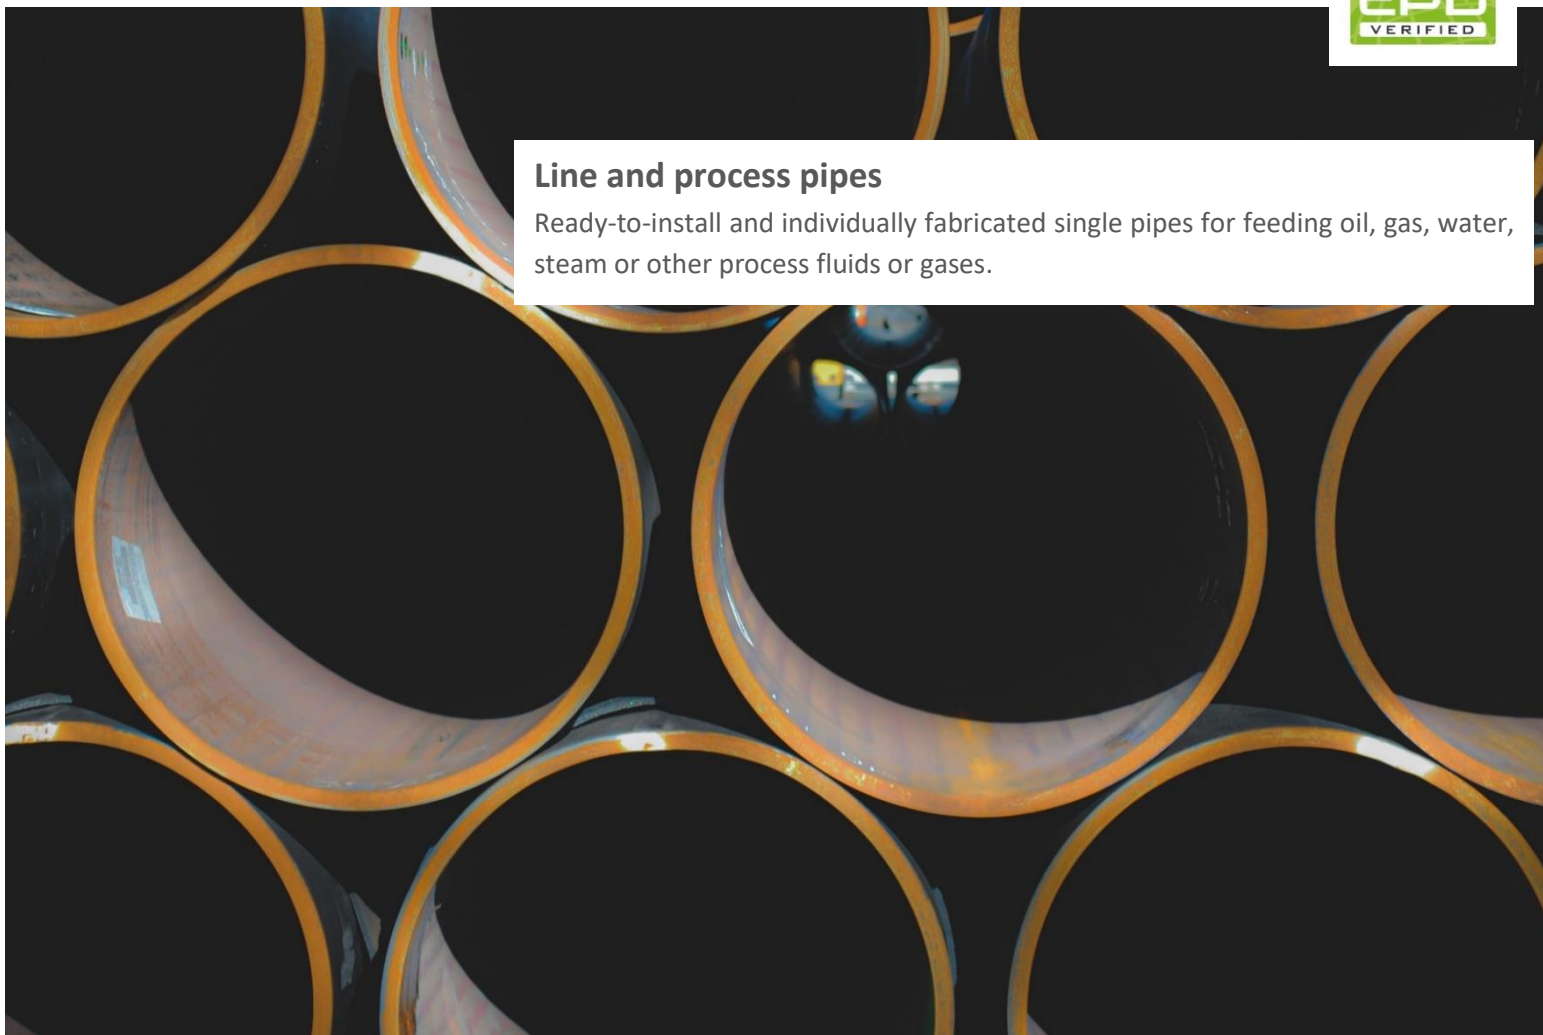 EPD
VERIFIED
Line and process pipes
Ready-to-install and individually fabricated single pipes for feeding oil, gas, water,
steam or other process fluids or gases.